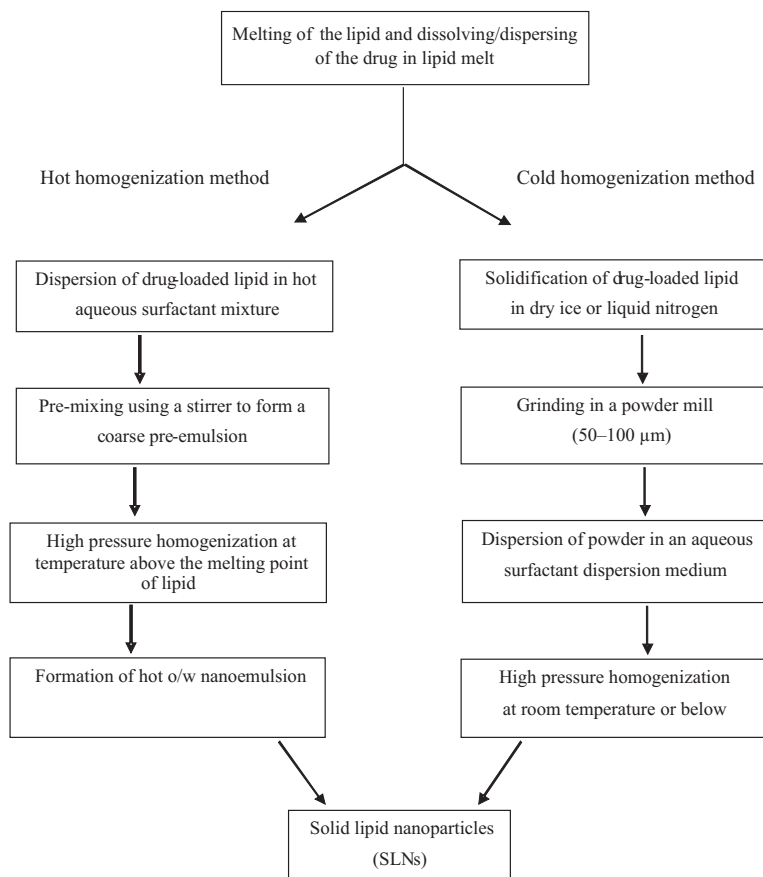 Melting of the lipid and dissolving/dispersing
of the drug in lipid melt
Hot homogenization method
Cold homogenization method
Dispersion of drug-loaded lipid in hot
aqueous surfactant mixture
Pre-mixing using a stirrer to form a
coarse pre-emulsion
High pressure homogenization at
temperature above the melting point
of lipid
Formation of hot o/w nanoemulsion
Solidification of drug-loaded lipid
in dry ice or liquid nitrogen
Grinding in a powder mill
(50–100 µm)
Dispersion of powder in an aqueous
surfactant dispersion medium
High pressure homogenization
at room temperature or below
Solid lipid nanoparticles
(SLNs)